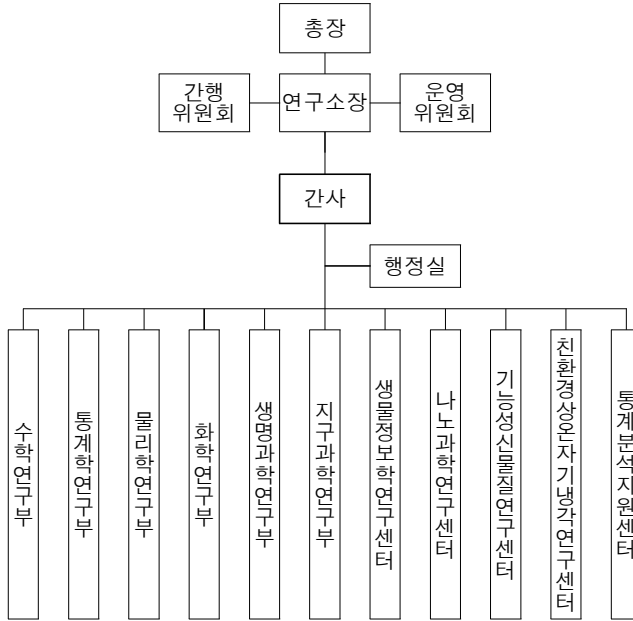 총장
간행
위원회
연구소장
운영
위원회
간사
행정실
수학연구부
통계학연구부
물리학연구부
화학연구부
생명과학연구부
지구과학연구부
생물정보학연구센터
나노과학연구센터
기능성신물질연구센터
친환경상온자기냉각연구센터
통계분석지원센터